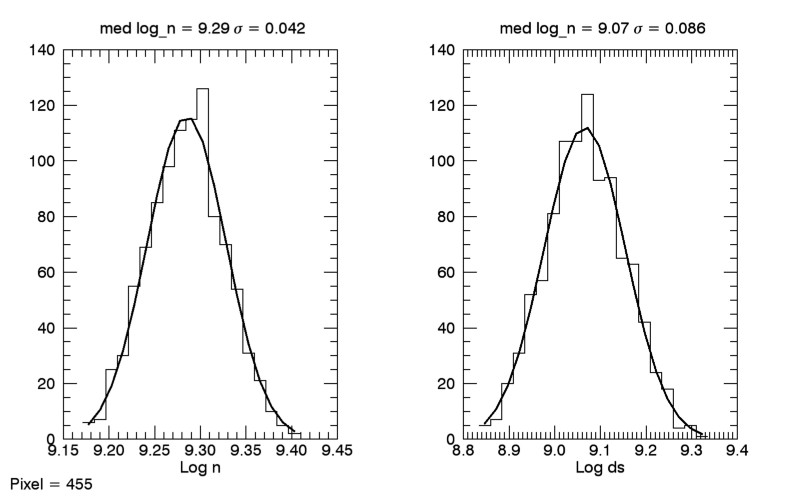 med log_n = 9.29 σ = 0.042
med log_n = 9.07 σ = 0.086
140
120
100
80
60
40
20
0
9.15 9.20 9.25 9.30 9.35 9.40 9.45
Log n
140
120
100
80
60
40
20
0
8.8 8.9 9.0 9.1 9.2 9.3 9.4
Log ds
Pixel = 455